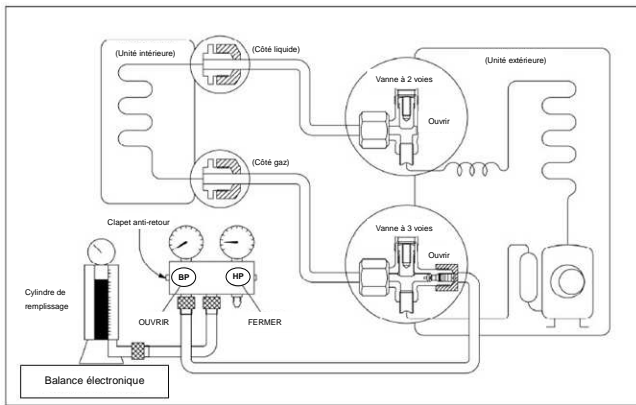 (Unité intérieure)
(Côté liquide)
Vanne à 2 voies
(Unité extérieure)
Ouvrir
(Côté gaz)
Vanne à 3 voies
Ouvrir
Clapet anti-retour
Cylindre de
remplissage
BP
HP
OUVRIR
FERMER
Balance électronique